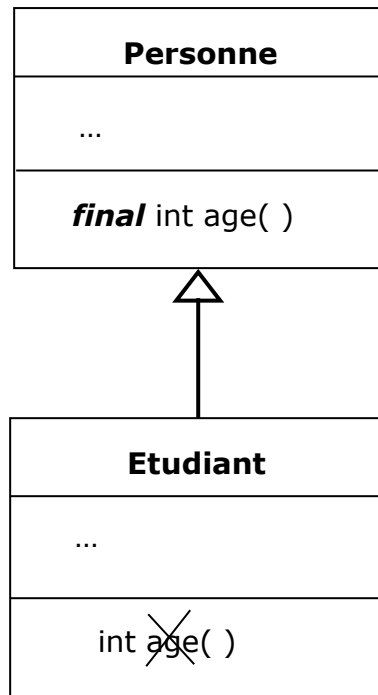 Personne
...
final int age( )
Etudiant
...
int age( )